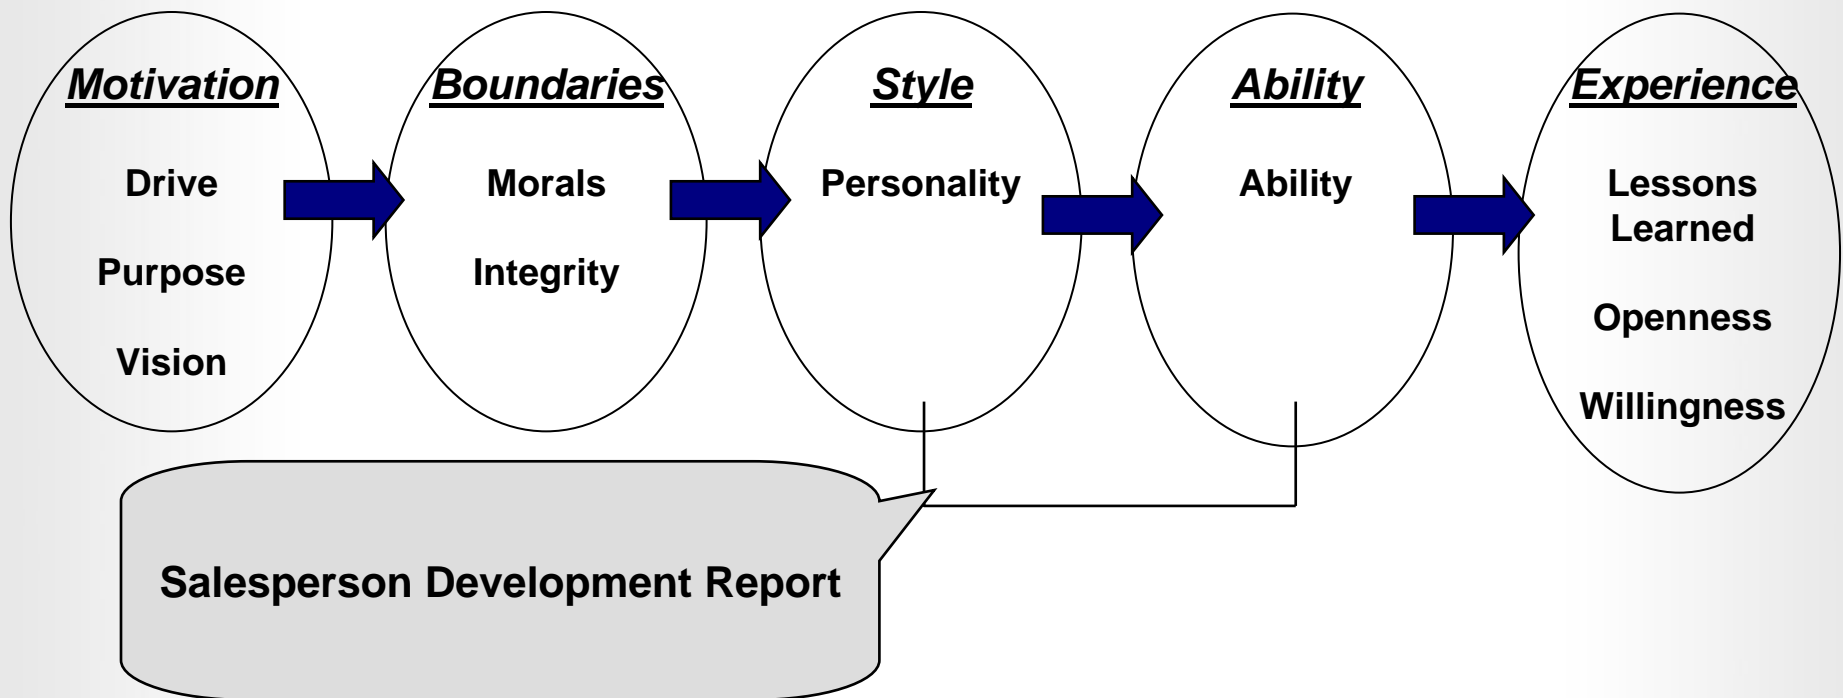 Motivation
Drive
Purpose
Vision
Boundaries
Morals
Integrity
Style
Personality
Ability
Ability
Experience
Lessons
Learned
Openness
Willingness
Salesperson Development Report